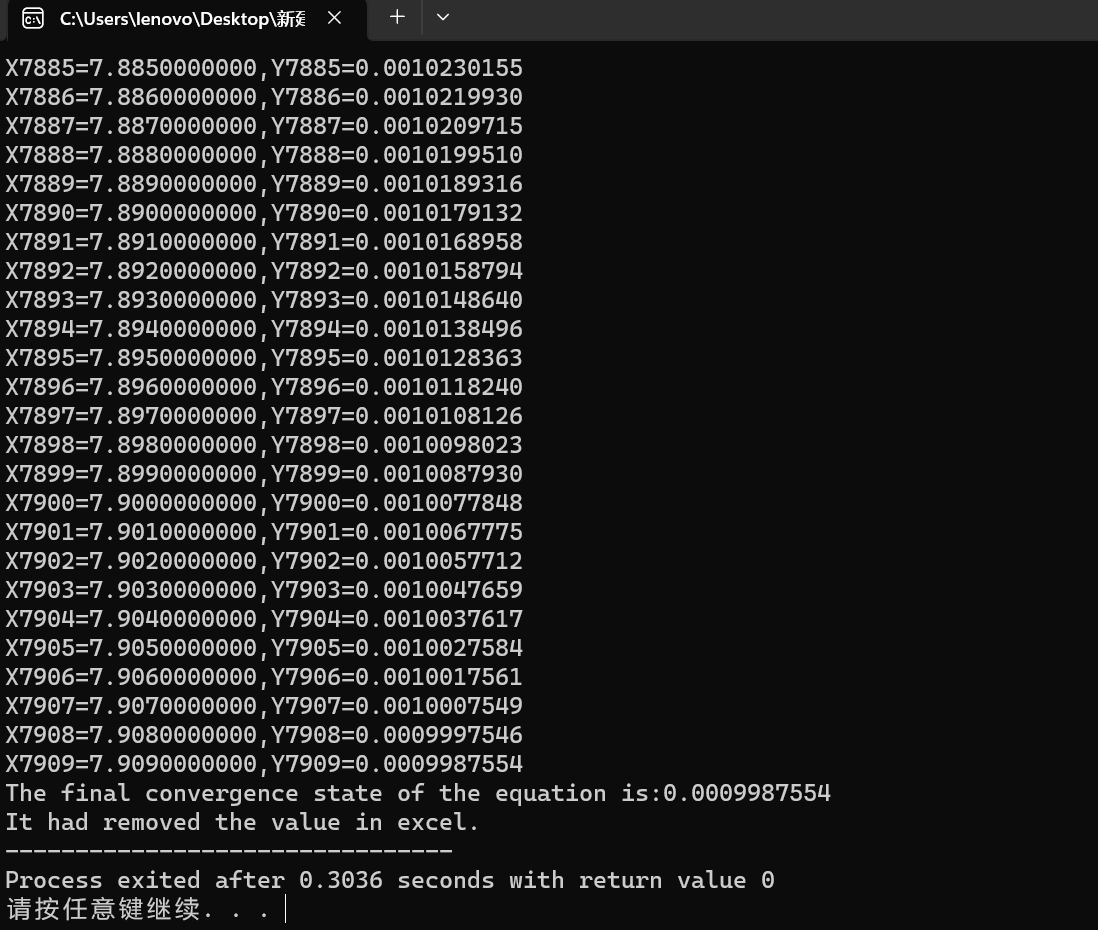 C:\Users\lenovo\Desktop\新建
X7885=7.8850000000,Y7885=0.0010230155
X7886=7.8860000000,Y7886=0.0010219930
X7887=7.8870000000,Y7887=0.0010209715
X7888=7.8880000000,Y7888=0.0010199510
X7889=7.8890000000,Y7889=0.0010189316
X7890=7.8900000000,Y7890=0.0010179132
X7891=7.8910000000,Y7891=0.0010168958
X7892=7.8920000000,Y7892=0.0010158794
X7893=7.8930000000,Y7893=0.0010148640
X7894=7.8940000000,Y7894=0.0010138496
X7895=7.8950000000,Y7895=0.0010128363
X7896=7.8960000000,Y7896=0.0010118240
X7897=7.8970000000,Y7897=0.0010108126
X7898=7.8980000000,Y7898=0.0010098023
X7899=7.8990000000,Y7899=0.0010087930
X7900=7.9000000000,Y7900=0.0010077848
X7901=7.9010000000,Y7901=0.0010067775
X7902=7.9020000000,Y7902=0.0010057712
X7903=7.9030000000,Y7903=0.0010047659
X7904=7.9040000000,Y7904=0.0010037617
X7905=7.9050000000,Y7905=0.0010027584
X7906=7.9060000000,Y7906=0.0010017561
X7907=7.9070000000,Y7907=0.0010007549
X7908=7.9080000000,Y7908=0.0009997546
X7909=7.9090000000,Y7909=0.0009987554
The final convergence state of the equation is:0.0009987554
It had removed the value in excel.
--------------------------------
Process exited after 0.3036 seconds with return value 0
请按任意键继续. . .